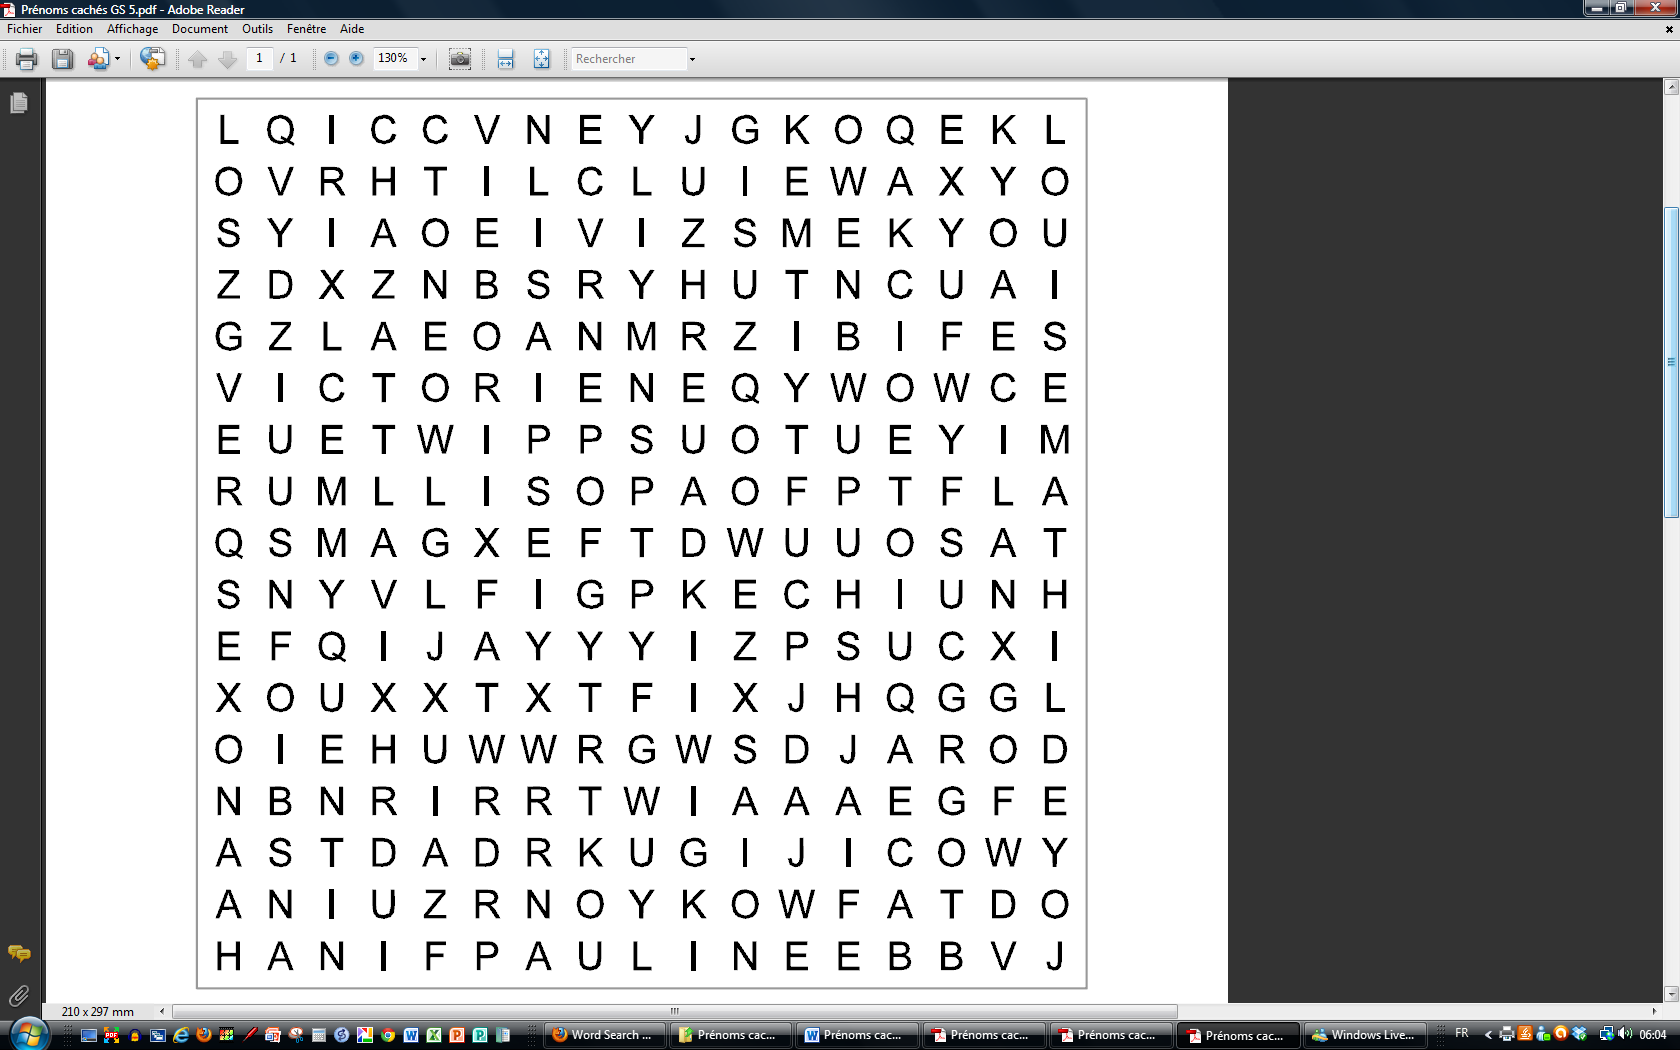 Prénoms cachés GS 5.pdf - Adobe Reader
Fichier Edition Affichage Document Outils Fenêtre Aide
1 / 1 130% Rechercher
L Q I C C V N E Y J G K O Q E K L
O V R H T I L C L U I E W A X Y O
S Y I A O E I V I Z S M E K Y O U
Z D X Z N B S R Y H U T N C U A I
G Z L A E O A N M R Z I B I F E S
V I C T O R I E N E Q Y W O W C E
E U E T W I P P S U O T U E Y I M
R U M L L I S O P A O F P T F L A
Q S M A G X E F T D W U U O S A T
S N Y V L F I G P K E C H I U N H
E F Q I J A Y Y Y I Z P S U C X I
X O U X X T X T F I X J H Q G G L
O I E H U W W R G W S D J A R O D
N B N R I R R T W I A A A E G F E
A S T D A D R K U G I J I C O W Y
A N I U Z R N O Y K O W F A T D O
H A N I F P A U L I N E E B B V J
210 x 297 mm
Word Search ... Prénoms cac... Prénoms cac... Prénoms cac... Prénoms cac... Prénoms cac... Windows Live... FR 06:04